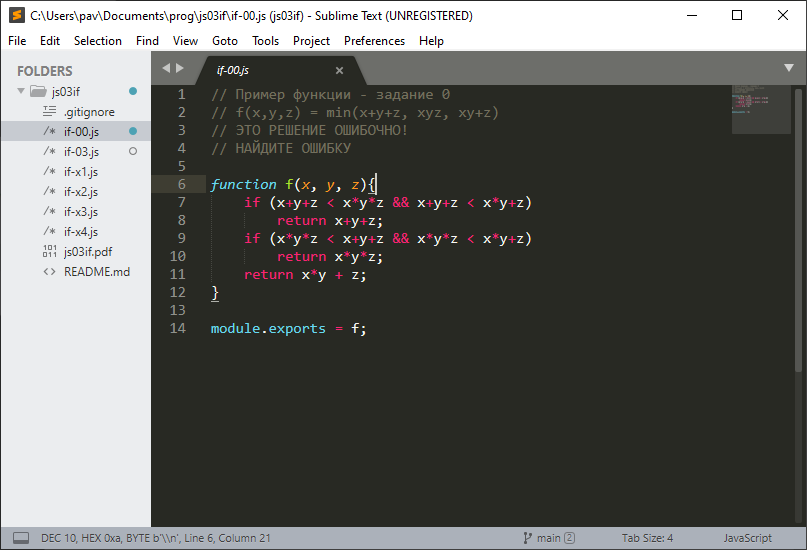 C:\Users\pav\Documents\prog\js03if\if-00.js (js03if) - Sublime Text (UNREGISTERED)
File Edit Selection Find View Goto Tools Project Preferences Help
FOLDERS
js03if
.gitignore
if-00.js
if-03.js
if-x1.js
if-x2.js
if-x3.js
if-x4.js
js03if.pdf
README.md
if-00.js
1 // Пример функции - задание 0
2 // f(x,y,z) = min(x+y+z, xyz, xy+z)
3 // ЭТО РЕШЕНИЕ ОШИБОЧНО!
4 // НАЙДИТЕ ОШИБКУ
5
6 function f(x, y, z){
7     if (x+y+z < x*y*z && x+y+z < x*y+z)
8         return x+y+z;
9     if (x*y*z < x+y+z && x*y*z < x*y+z)
10         return x*y*z;
11     return x*y + z;
12 }
13
14 module.exports = f;
DEC 10, HEX 0xa, BYTE b'\\n', Line 6, Column 21 main 2 Tab Size: 4 JavaScript